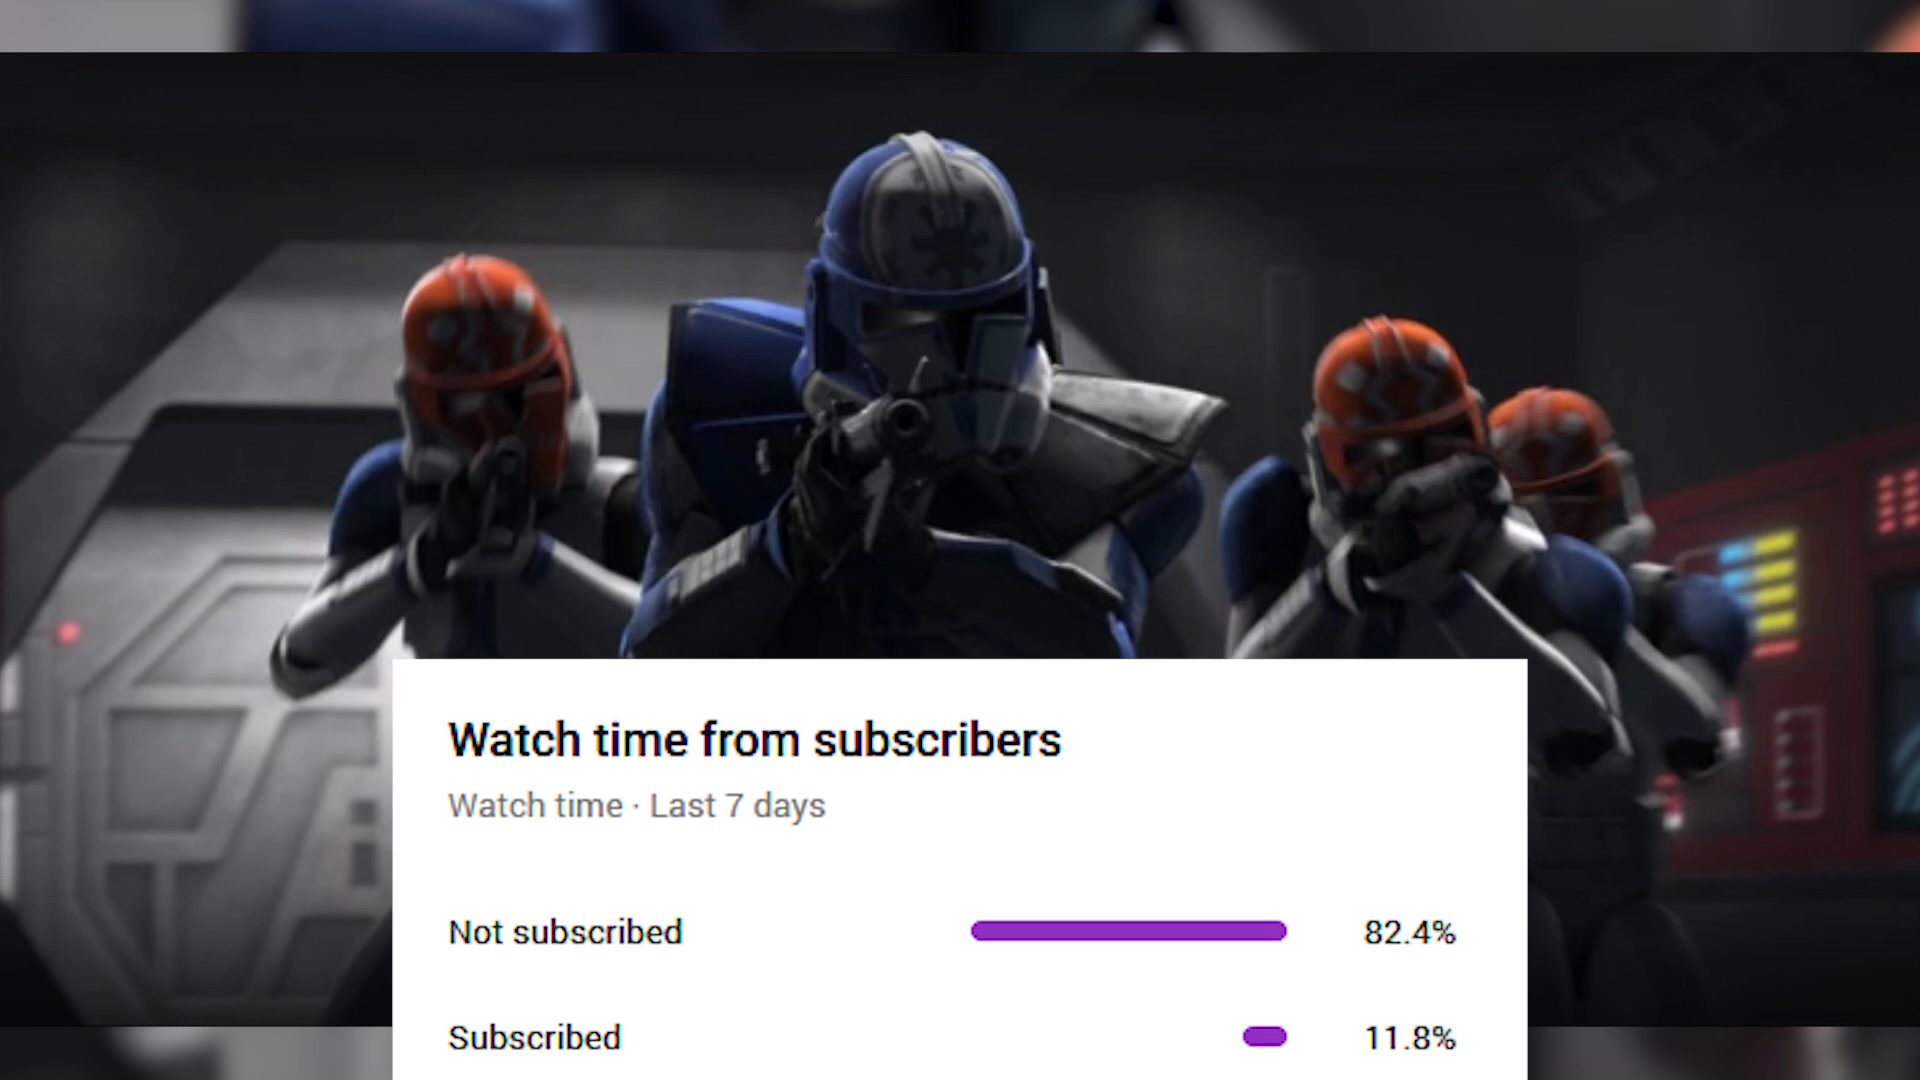 Watch time from subscribers
Watch time · Last 7 days
Not subscribed 82.4%
Subscribed 11.8%